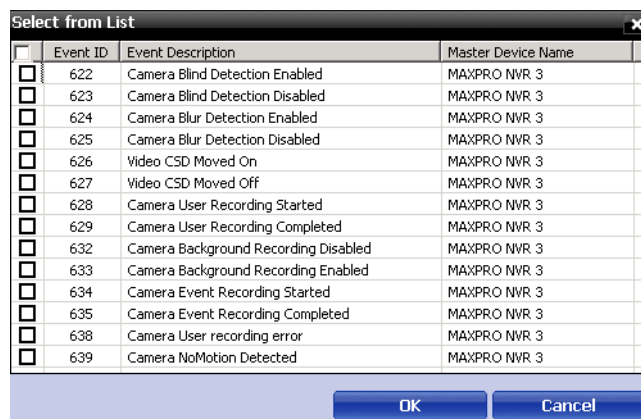 Select from List
Event ID Event Description Master Device Name
622 Camera Blind Detection Enabled MAXPRO NVR 3
623 Camera Blind Detection Disabled MAXPRO NVR 3
624 Camera Blur Detection Enabled MAXPRO NVR 3
625 Camera Blur Detection Disabled MAXPRO NVR 3
626 Video CSD Moved On MAXPRO NVR 3
627 Video CSD Moved Off MAXPRO NVR 3
628 Camera User Recording Started MAXPRO NVR 3
629 Camera User Recording Completed MAXPRO NVR 3
632 Camera Background Recording Disabled MAXPRO NVR 3
633 Camera Background Recording Enabled MAXPRO NVR 3
634 Camera Event Recording Started MAXPRO NVR 3
635 Camera Event Recording Completed MAXPRO NVR 3
638 Camera User recording error MAXPRO NVR 3
639 Camera NoMotion Detected MAXPRO NVR 3
OK Cancel